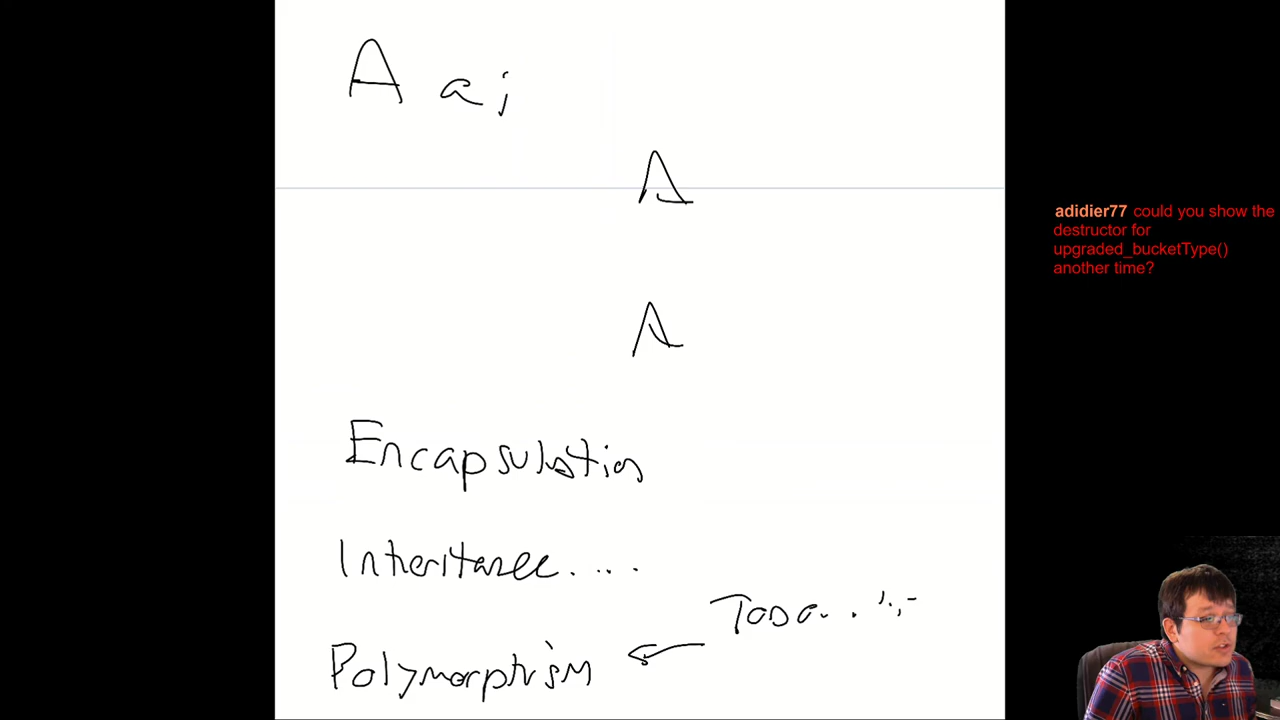 A a;
A
A
Encapsulation
Inheritance....
Polymorphism
adidier77 could you show the
destructor for
upgraded_bucketType()
another time?